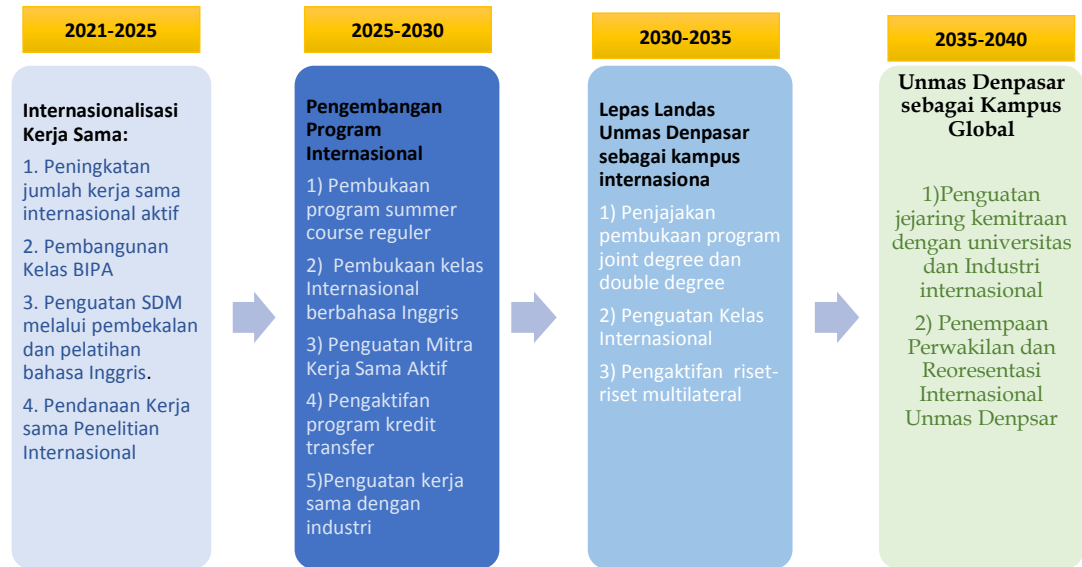 2021-2025
Internasionalisasi
Kerja Sama:
1. Peningkatan
jumlah kerja sama
internasional aktif
2. Pembangunan
Kelas BIPA
3. Penguatan SDM
melalui pembekalan
dan pelatihan
bahasa Inggris.
4. Pendanaan Kerja
sama Penelitian
Internasional
2025-2030
Pengembangan
Program
Internasional
1) Pembukaan
program summer
course reguler
2) Pembukaan kelas
Internasional
berbahasa Inggris
3) Penguatan Mitra
Kerja Sama Aktif
4) Pengaktifan
program kredit
transfer
5)Penguatan kerja
sama dengan
industri
2030-2035
Lepas Landas
Unmas Denpasar
sebagai kampus
internasiona
1) Penjajakan
pembukaan program
joint degree dan
double degree
2) Penguatan Kelas
Internasional
3) Pengaktifan riset-
riset multilateral
2035-2040
Unmas Denpasar
sebagai Kampus
Global
1)Penguatan
jejaring kemitraan
dengan universitas
dan Industri
internasional
2) Penempaan
Perwakilan dan
Reoresentasi
Internasional
Unmas Denpsar